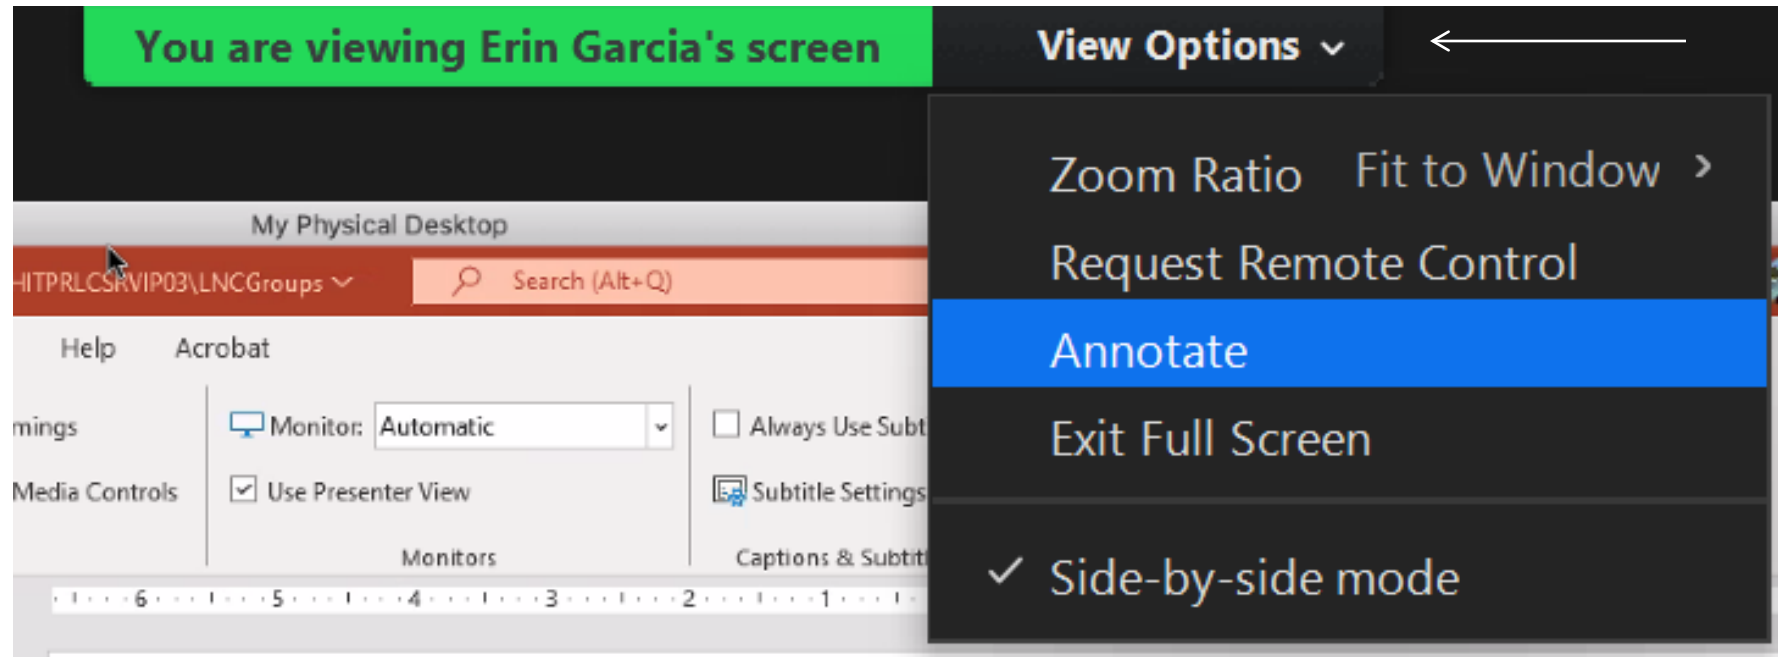 You are viewing Erin Garcia's screen View Options
Zoom Ratio Fit to Window
Request Remote Control
Annotate
Exit Full Screen
Side-by-side mode
My Physical Desktop
HITPRLCSRVIP03\LNCGroups Search (Alt+Q)
Help Acrobat
mings Monitor: Automatic Always Use Subt
Media Controls Use Presenter View Subtitle Settings
Monitors Captions & Subtitl
6 5 4 3 2 1